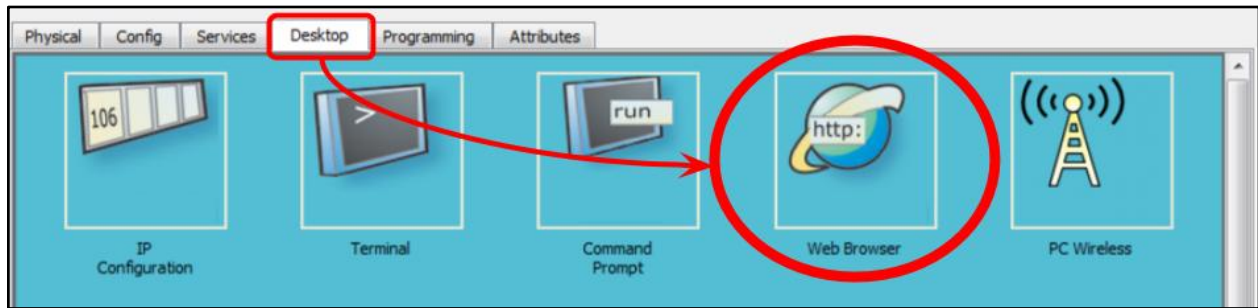 Physical Config Services Desktop Programming Attributes
106 > run http:
IP Terminal Command Web Browser PC Wireless
Configuration Prompt